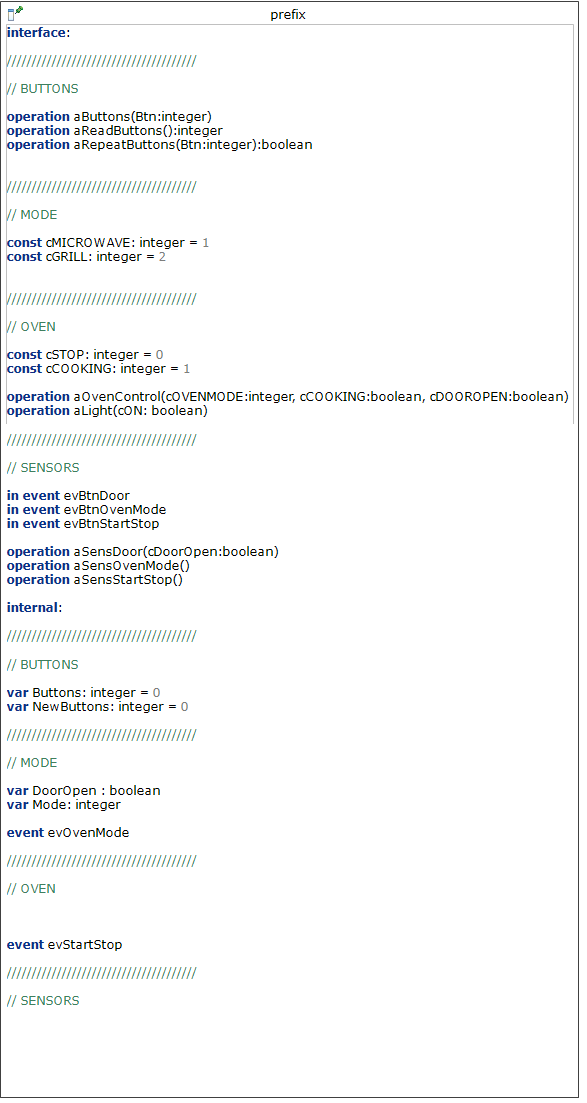 prefix
interface:
//////////////////////////////////////
// BUTTONS
operation aButtons(Btn:integer)
operation aReadButtons():integer
operation aRepeatButtons(Btn:integer):boolean
//////////////////////////////////////
// MODE
const cMICROWAVE: integer = 1
const cGRILL: integer = 2
//////////////////////////////////////
// OVEN
const cSTOP: integer = 0
const cCOOKING: integer = 1
operation aOvenControl(cOVENMODE:integer, cCOOKING:boolean, cDOOROPEN:boolean)
operation aLight(cON: boolean)
//////////////////////////////////////
// SENSORS
in event evBtnDoor
in event evBtnOvenMode
in event evBtnStartStop
operation aSensDoor(cDoorOpen:boolean)
operation aSensOvenMode()
operation aSensStartStop()
internal:
//////////////////////////////////////
// BUTTONS
var Buttons: integer = 0
var NewButtons: integer = 0
//////////////////////////////////////
// MODE
var DoorOpen : boolean
var Mode: integer
event evOvenMode
//////////////////////////////////////
// OVEN
event evStartStop
//////////////////////////////////////
// SENSORS